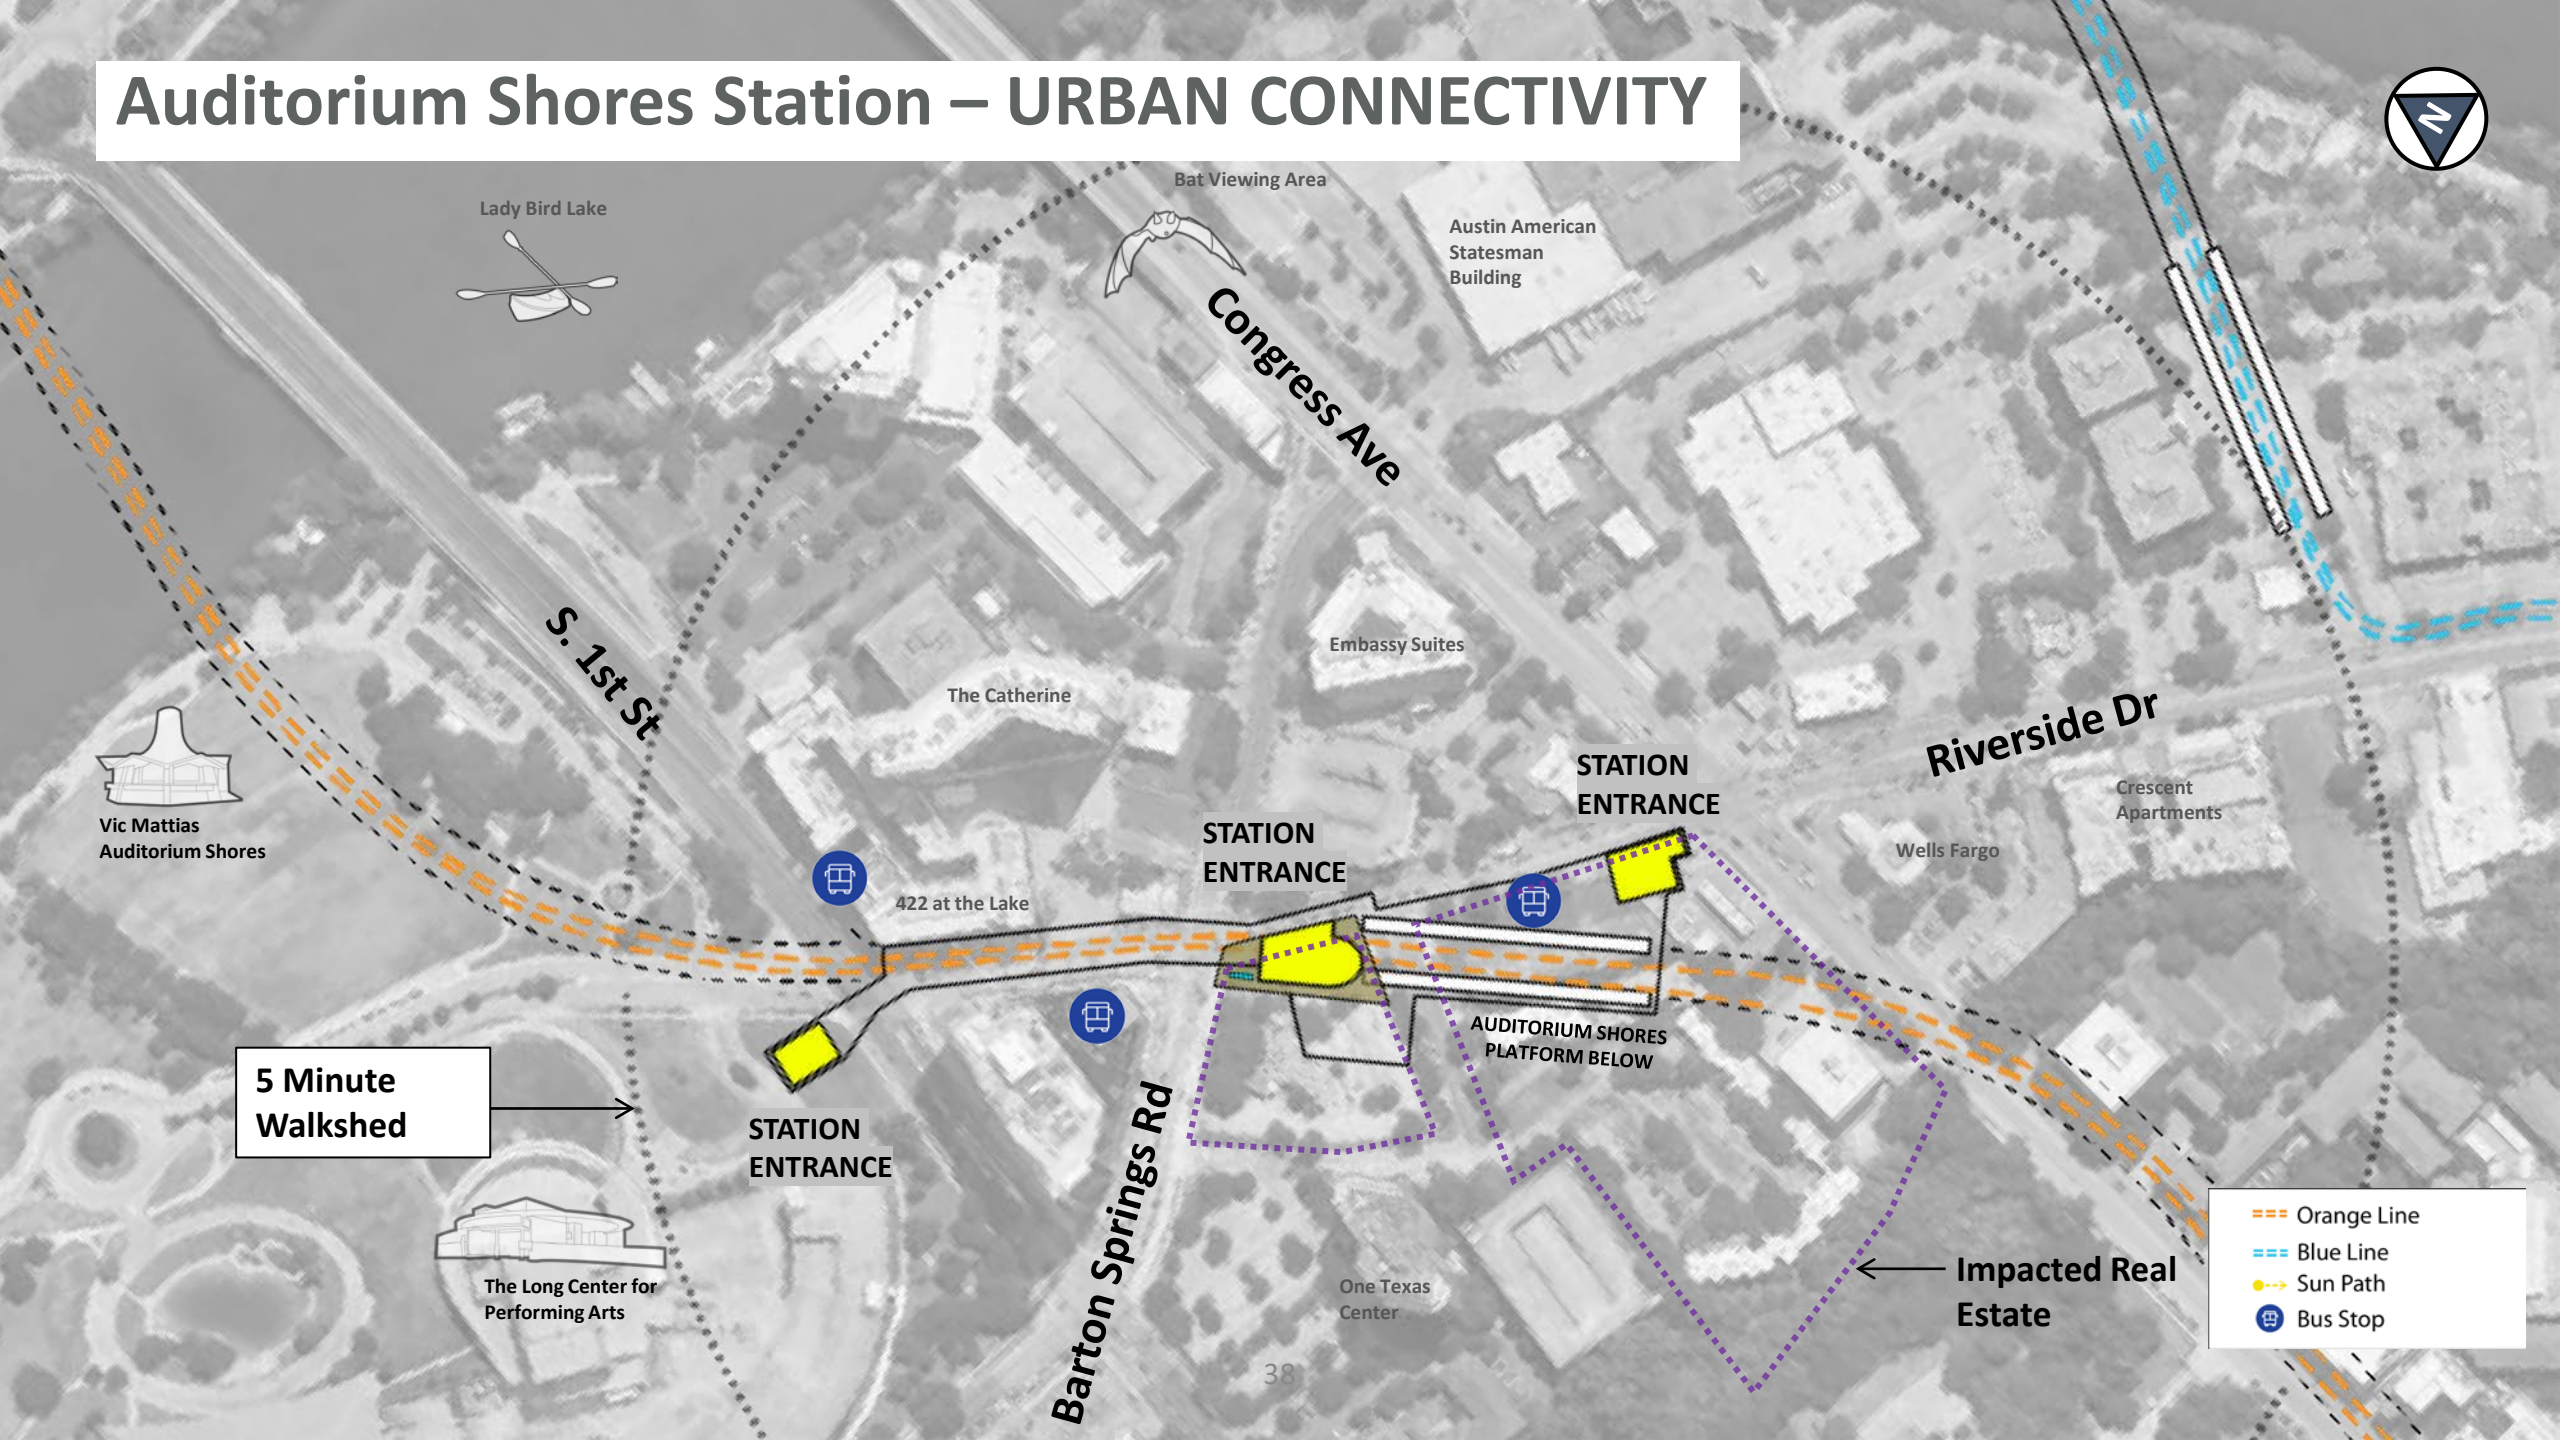 Auditorium Shores Station – URBAN CONNECTIVITY
N
Bat Viewing Area
Lady Bird Lake
Austin American
Statesman
Building
Congress Ave
S. 1st St
Embassy Suites
The Catherine
Riverside Dr
STATION
ENTRANCE
Crescent
Apartments
Vic Mattias
Auditorium Shores
STATION
ENTRANCE
Wells Fargo
422 at the Lake
AUDITORIUM SHORES
PLATFORM BELOW
5 Minute
Walkshed
STATION
ENTRANCE
Barton Springs Rd
The Long Center for
Performing Arts
One Texas
Center
Impacted Real
Estate
Orange Line
Blue Line
Sun Path
Bus Stop
38